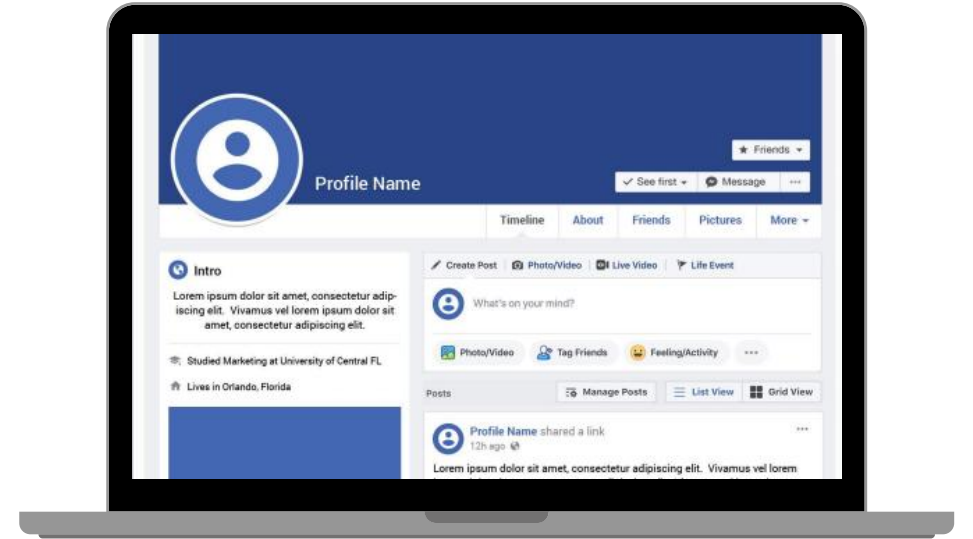 Friends
Profile Name
See first
Message
Timeline
About
Friends
Pictures
More
Intro
Lorem ipsum dolor sit amet, consectetur adip-
iscing elit. Vivamus vel lorem ipsum dolor sit
amet, consectetur adipiscing elit.
Studied Marketing at University of Central FL
Lives in Orlando, Florida
Create Post
Photo/Video
Live Video
Life Event
What's on your mind?
Photo/Video
Tag Friends
Feeling/Activity
Posts
Manage Posts
List View
Grid View
Profile Name shared a link
12h ago
Lorem ipsum dolor sit amet, consectetur adipiscing elit. Vivamus vel lorem